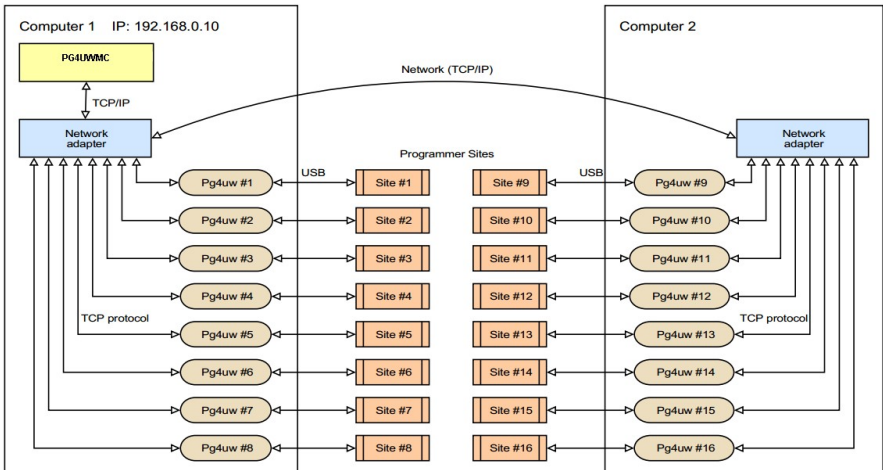 Computer 1 IP: 192.168.0.10
Computer 2
PG4UWMC
TCP/IP
Network (TCP/IP)
Network
adapter
Network
adapter
Programmer Sites
Pg4uw #1
USB
Site #1
Site #9
USB
Pg4uw #9
Pg4uw #2
Site #2
Site #10
Pg4uw #10
Pg4uw #3
Site #3
Site #11
Pg4uw #11
Pg4uw #4
Site #4
Site #12
Pg4uw #12
TCP protocol
Pg4uw #5
Site #5
Site #13
Pg4uw #13
TCP protocol
Pg4uw #6
Site #6
Site #14
Pg4uw #14
Pg4uw #7
Site #7
Site #15
Pg4uw #15
Pg4uw #8
Site #8
Site #16
Pg4uw #16